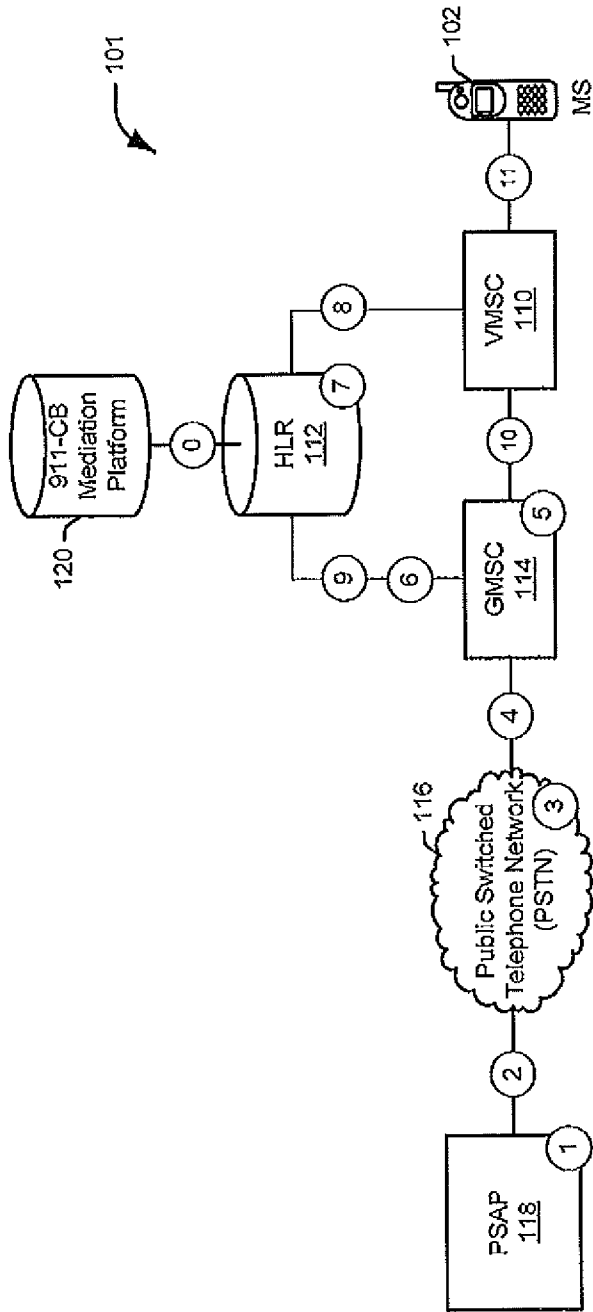 101
102
MS
11
VMSC
110
8
10
911-CB
Mediation
Platform
120
0
HLR
112
7
9
6
GMSC
114
5
4
116
Public Switched
Telephone Network
(PSTN)
3
2
PSAP
118
1